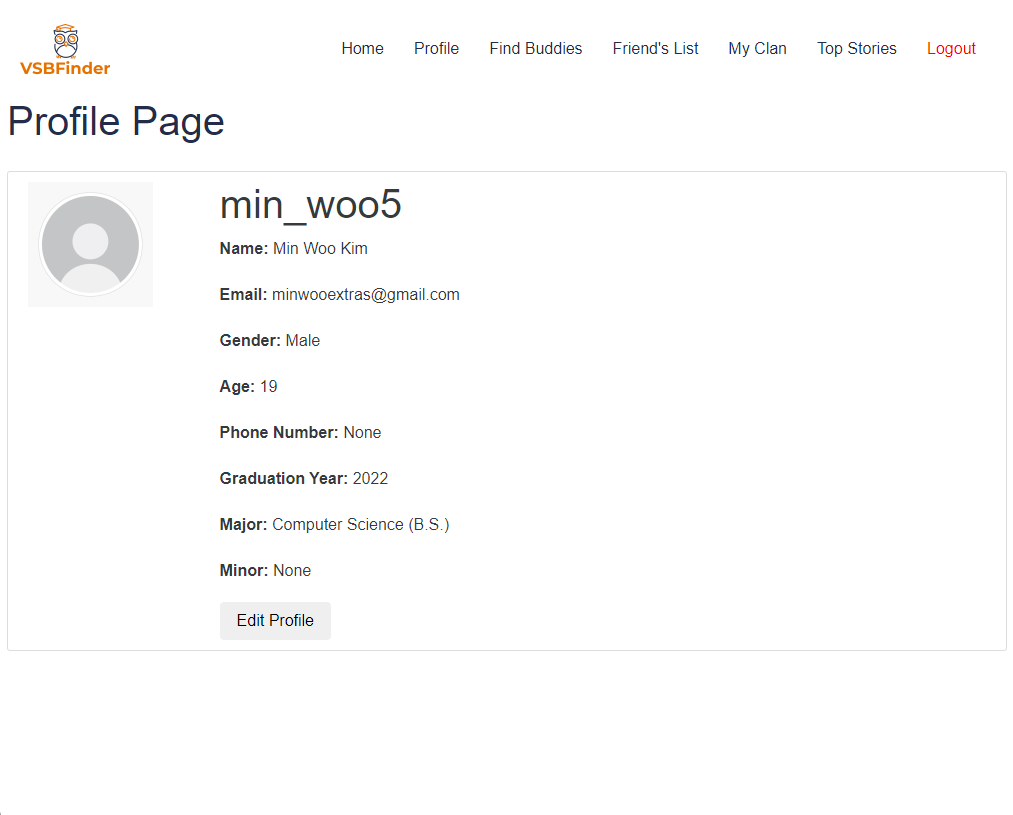 VSBFinder
Home Profile Find Buddies Friend's List My Clan Top Stories Logout
Profile Page
min_woo5
Name: Min Woo Kim
Email: minwooextras@gmail.com
Gender: Male
Age: 19
Phone Number: None
Graduation Year: 2022
Major: Computer Science (B.S.)
Minor: None
Edit Profile